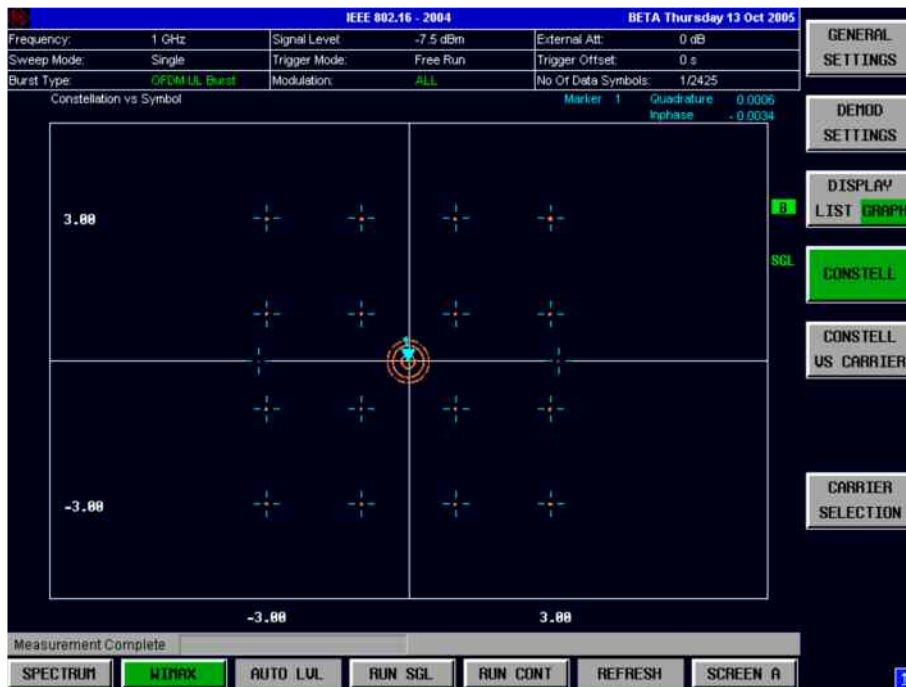 IEEE 802.16 - 2004 BETA Thursday 13 Oct 2005
Frequency: 1 GHz Signal Level: -7.5 dBm External Att: 0 dB
Sweep Mode: Single Trigger Mode: Free Run Trigger Offset: 0 s
Burst Type: OFDM UL Burst Modulation: ALL No Of Data Symbols: 1/2425
Constellation vs Symbol Marker 1 Quadrature 0.0006
Inphase - 0.0034
3.00
-3.00
-3.00 3.00
B
SGL
GENERAL
SETTINGS
DEMOD
SETTINGS
DISPLAY
LIST GRAPH
CONSTELL
CONSTELL
VS CARRIER
CARRIER
SELECTION
Measurement Complete
SPECTRUM WIMAX AUTO LVL RUN SGL RUN CONT REFRESH SCREEN A
1